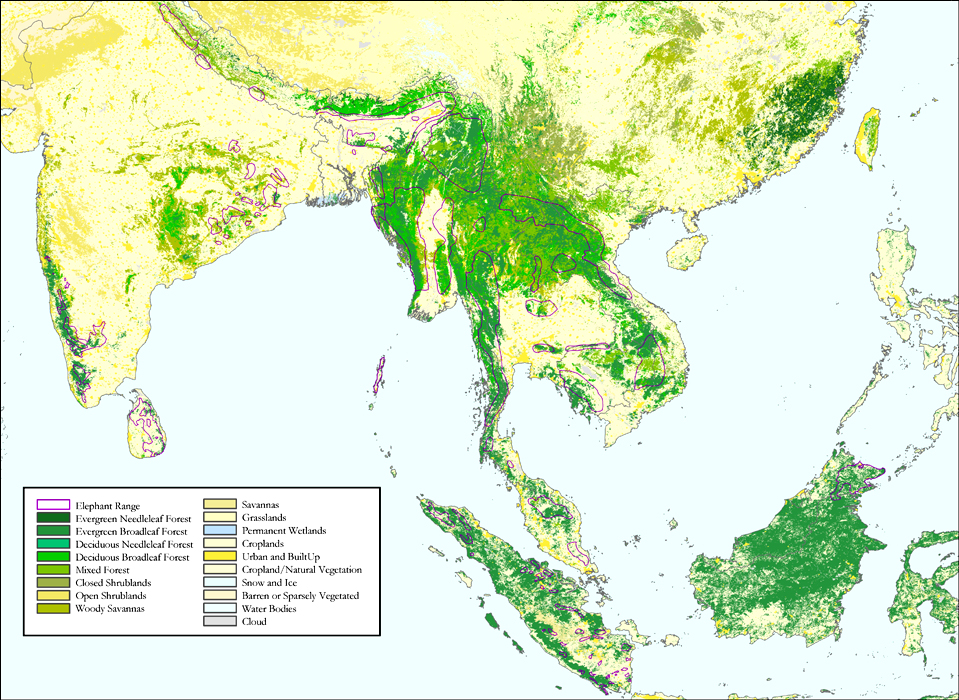 Elephant Range
Evergreen Needleleaf Forest
Evergreen Broadleaf Forest
Deciduous Needleleaf Forest
Deciduous Broadleaf Forest
Mixed Forest
Closed Shrublands
Open Shrublands
Woody Savannas
Savannas
Grasslands
Permanent Wetlands
Croplands
Urban and BuiltUp
Cropland/Natural Vegetation
Snow and Ice
Barren or Sparsely Vegetated
Water Bodies
Cloud